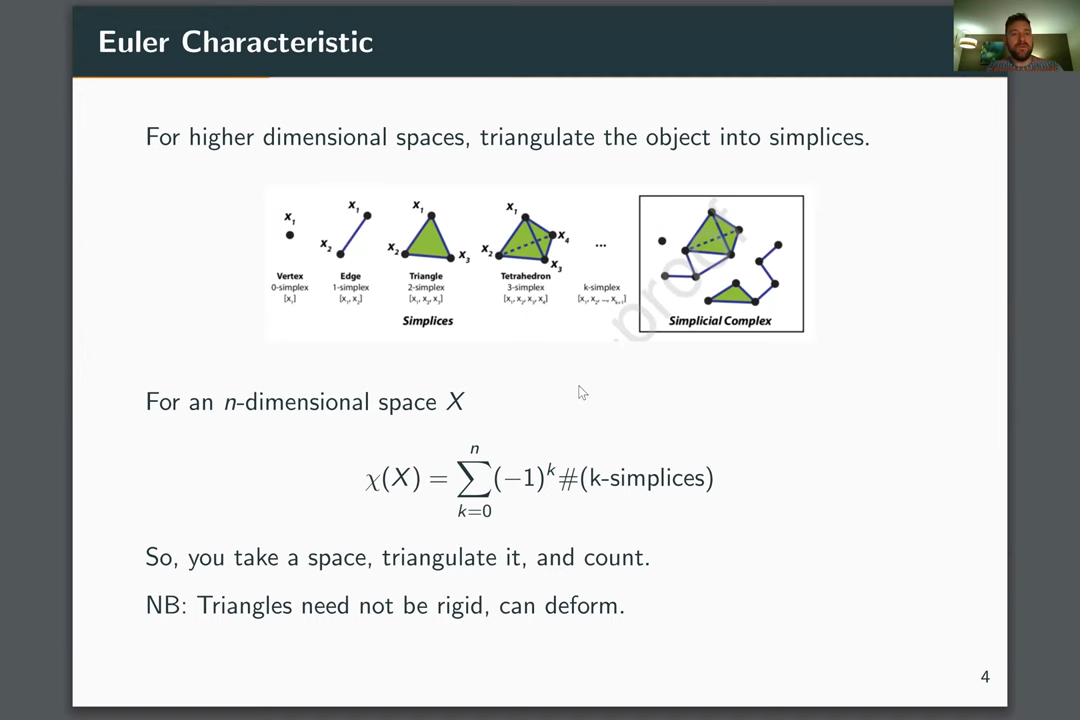 Euler Characteristic
For higher dimensional spaces, triangulate the object into simplices.
x₁ x₁ x₁ x₁
x₂ x₂ x₃ x₂ x₃ x₄
...
Vertex Edge Triangle Tetrahedron
0-simplex 1-simplex 2-simplex 3-simplex k-simplex
[x₁] [x₁, x₂] [x₁, x₂, x₃] [x₁, x₂, x₃, x₄] [x₁, x₂, ..., xₖ₊₁]
Simplices
Simplicial Complex
proof
For an n-dimensional space X
χ(X) = ∑_{k=0}^{n} (−1)ᵏ #(k-simplices)
So, you take a space, triangulate it, and count.
NB: Triangles need not be rigid, can deform.
4